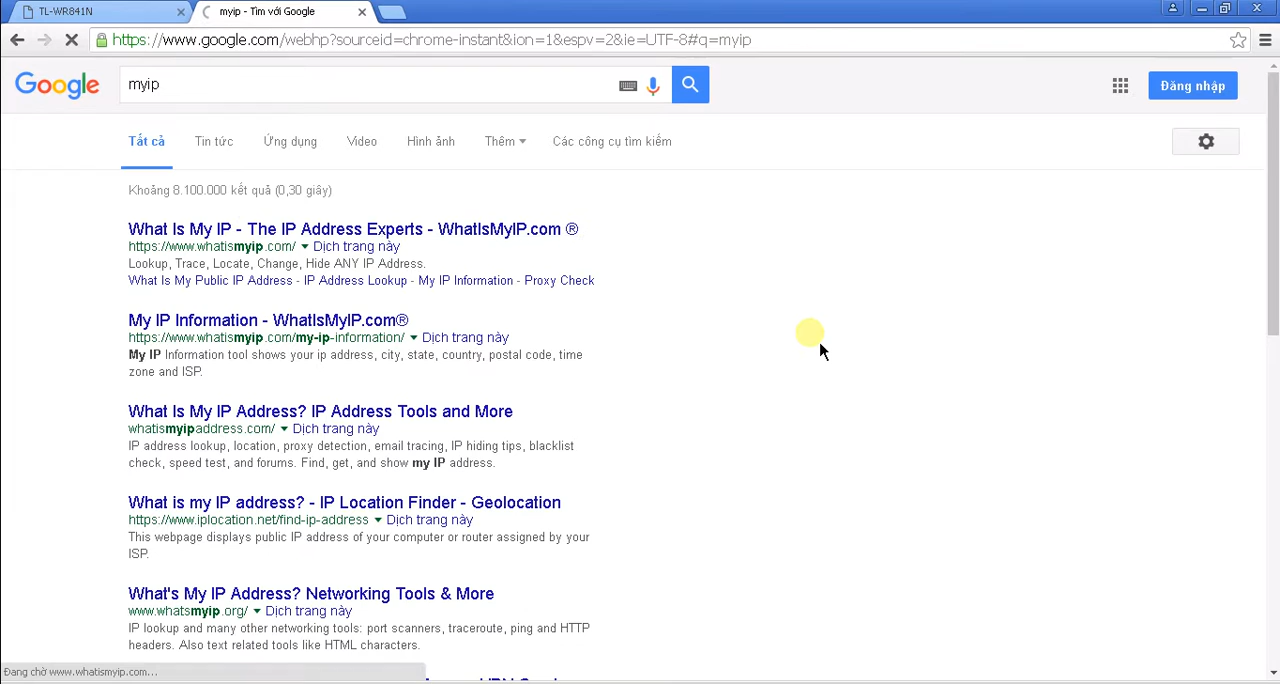 TL-WR841N
myip - Tìm với Google
https://www.google.com/webhp?sourceid=chrome-instant&ion=1&espv=2&ie=UTF-8#q=myip
Google
myip
Đăng nhập
Tất cả
Tin tức
Ứng dụng
Video
Hình ảnh
Thêm
Các công cụ tìm kiếm
Khoảng 8.100.000 kết quả (0,30 giây)
What Is My IP - The IP Address Experts - WhatIsMyIP.com ®
https://www.whatismyip.com/ Dịch trang này
Lookup, Trace, Locate, Change, Hide ANY IP Address.
What Is My Public IP Address - IP Address Lookup - My IP Information - Proxy Check
My IP Information - WhatIsMyIP.com®
https://www.whatismyip.com/my-ip-information/ Dịch trang này
My IP Information tool shows your ip address, city, state, country, postal code, time
zone and ISP.
What Is My IP Address? IP Address Tools and More
whatismyipaddress.com/ Dịch trang này
IP address lookup, location, proxy detection, email tracing, IP hiding tips, blacklist
check, speed test, and forums. Find, get, and show my IP address.
What is my IP address? - IP Location Finder - Geolocation
https://www.iplocation.net/find-ip-address Dịch trang này
This webpage displays public IP address of your computer or router assigned by your
ISP.
What's My IP Address? Networking Tools & More
www.whatsmyip.org/ Dịch trang này
IP lookup and many other networking tools: port scanners, traceroute, ping and HTTP
headers. Also text related tools like HTML characters.
Đang chờ www.whatismyip.com...